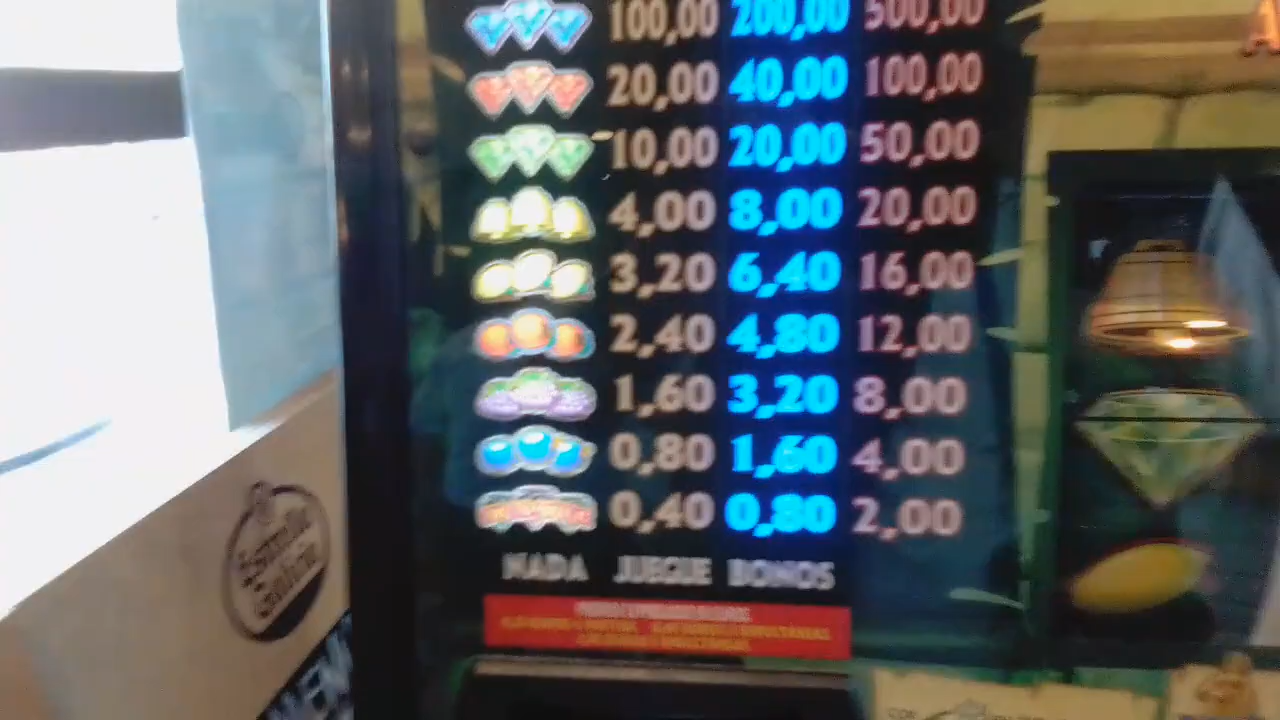 100,00 200,00 500,00
20,00 40,00 100,00
10,00 20,00 50,00
4,00 8,00 20,00
3,20 6,40 16,00
2,40 4,80 12,00
1,60 3,20 8,00
0,80 1,60 4,00
0,40 0,80 2,00
NADA JUEGUE BONOS
A